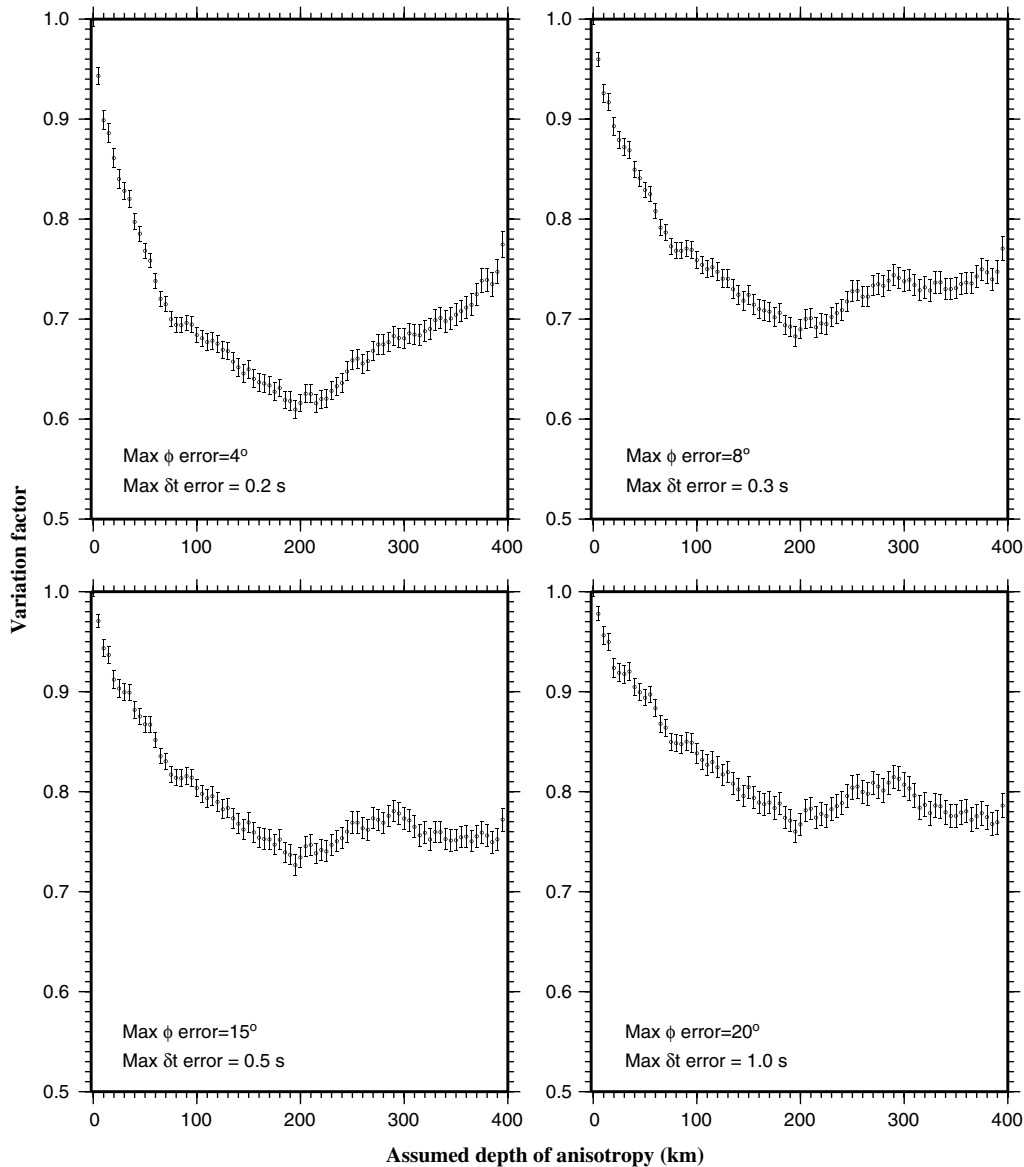 Variation factor
1.0
0.9
0.8
0.7
0.6
0.5
Max ϕ error=4°
Max δt error = 0.2 s
0 100 200 300 400
1.0
0.9
0.8
0.7
0.6
0.5
Max ϕ error=8°
Max δt error = 0.3 s
0 100 200 300 400
1.0
0.9
0.8
0.7
0.6
0.5
Max ϕ error=15°
Max δt error = 0.5 s
0 100 200 300 400
1.0
0.9
0.8
0.7
0.6
0.5
Max ϕ error=20°
Max δt error = 1.0 s
0 100 200 300 400
Assumed depth of anisotropy (km)